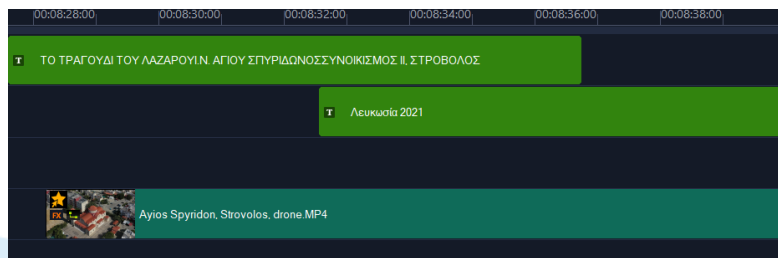 00:08:28:00 00:08:30:00 00:08:32:00 00:08:34:00 00:08:36:00 00:08:38:00
T ΤΟ ΤΡΑΓΟΥΔΙ ΤΟΥ ΛΑΖΑΡΟΥΙ.Ν. ΑΓΙΟΥ ΣΠΥΡΙΔΩΝΟΣΣΥΝΟΙΚΙΣΜΟΣ ΙΙ, ΣΤΡΟΒΟΛΟΣ
T Λευκωσία 2021
FX Ayios Spyridon, Strovolos, drone.MP4